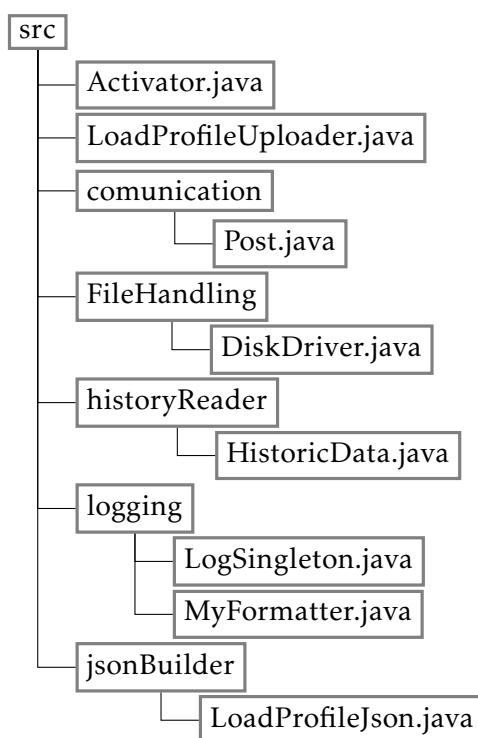 src
Activator.java
LoadProfileUploader.java
comunication
Post.java
FileHandling
DiskDriver.java
historyReader
HistoricData.java
logging
LogSingleton.java
MyFormatter.java
jsonBuilder
LoadProfileJson.java